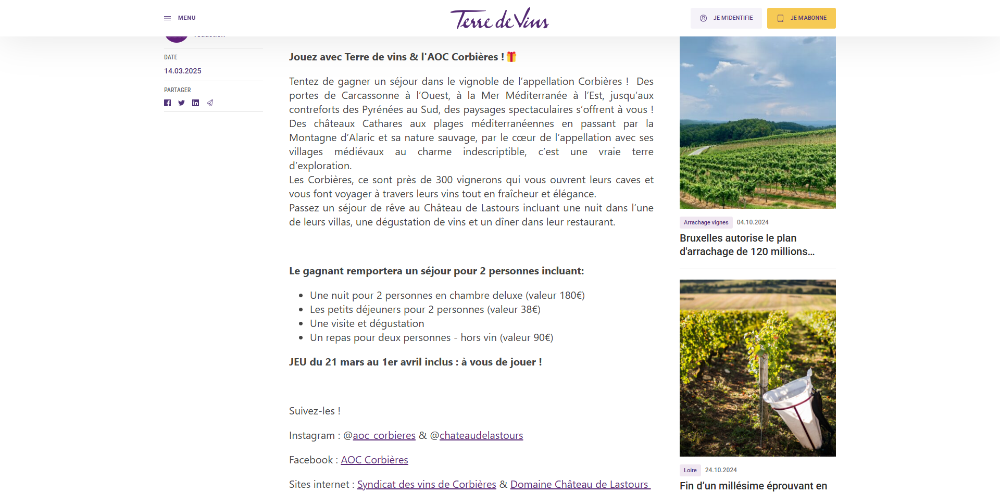 MENU
Terre de Vins
JE M'IDENTIFIE
JE M'ABONNE
DATE
14.03.2025
PARTAGER
Jouez avec Terre de vins & l'AOC Corbières ! 🎁
Tentez de gagner un séjour dans le vignoble de l’appellation Corbières !  Des
portes de Carcassonne à l’Ouest, à la Mer Méditerranée à l’Est, jusqu’aux
contreforts des Pyrénées au Sud, des paysages spectaculaires s’offrent à vous !
Des châteaux Cathares aux plages méditerranéennes en passant par la
Montagne d’Alaric et sa nature sauvage, par le cœur de l’appellation avec ses
villages médiévaux au charme indescriptible, c’est une vraie terre
d’exploration.
Les Corbières, ce sont près de 300 vignerons qui vous ouvrent leurs caves et
vous font voyager à travers leurs vins tout en fraîcheur et élégance.
Passez un séjour de rêve au Château de Lastours incluant une nuit dans l’une
de leurs villas, une dégustation de vins et un dîner dans leur restaurant.
Le gagnant remportera un séjour pour 2 personnes incluant:
Une nuit pour 2 personnes en chambre deluxe (valeur 180€)
Les petits déjeuners pour 2 personnes (valeur 38€)
Une visite et dégustation
Un repas pour deux personnes - hors vin (valeur 90€)
JEU du 21 mars au 1er avril inclus : à vous de jouer !
Suivez-les !
Instagram : @aoc_corbieres & @chateaudelastours
Facebook : AOC Corbières
Sites internet : Syndicat des vins de Corbières & Domaine Château de Lastours
Arrachage vignes 04.10.2024
Bruxelles autorise le plan
d'arrachage de 120 millions…
Loire 24.10.2024
Fin d’un millésime éprouvant en